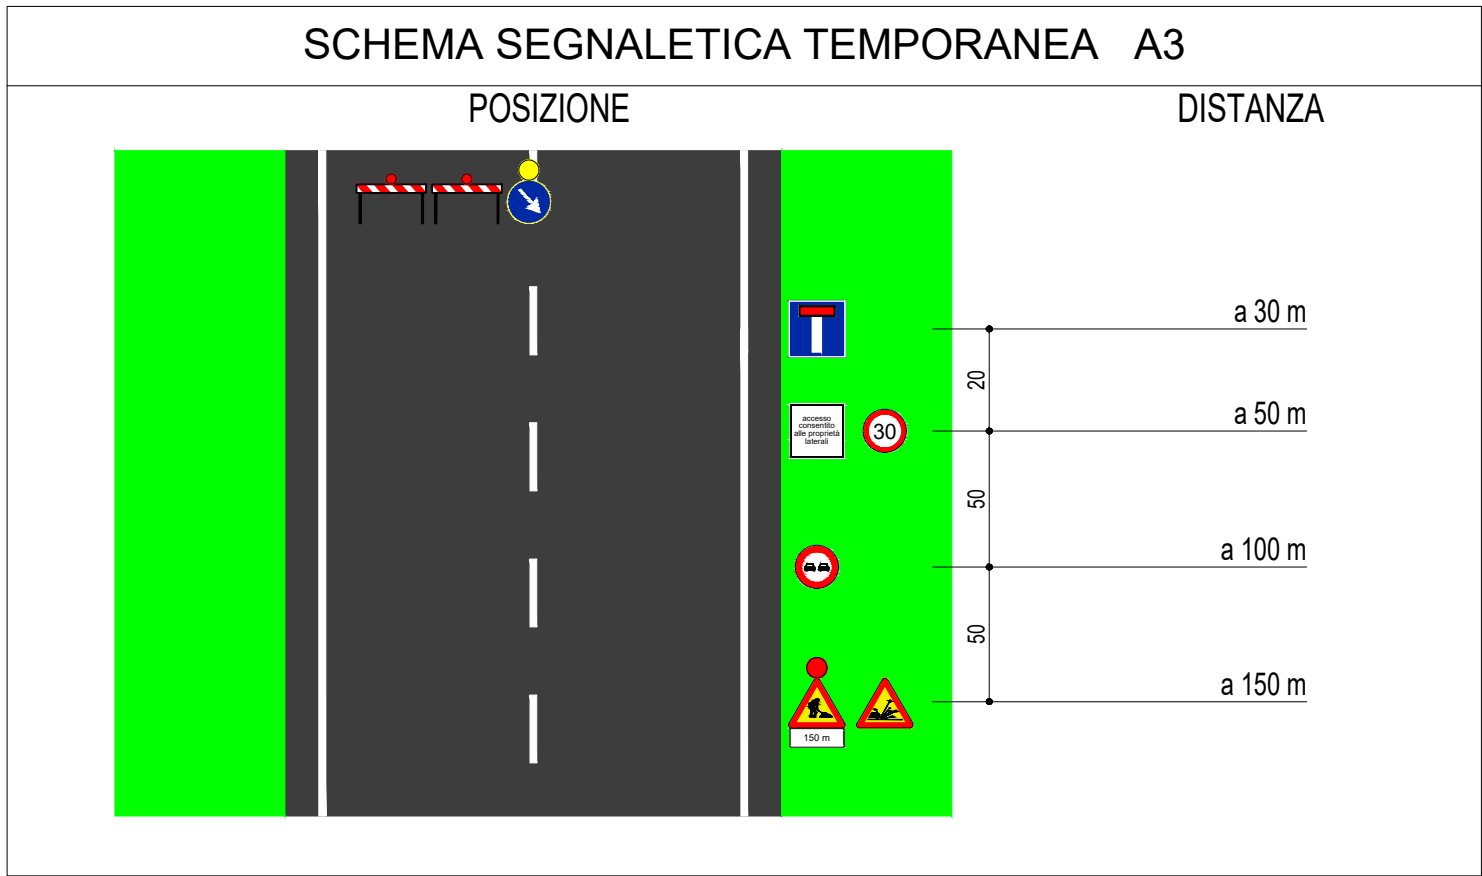 SCHEMA SEGNALETICA TEMPORANEA A3
POSIZIONE
DISTANZA
a 30 m
20
accesso
consentito
alle proprietà
laterali
30
a 50 m
50
a 100 m
50
a 150 m
150 m